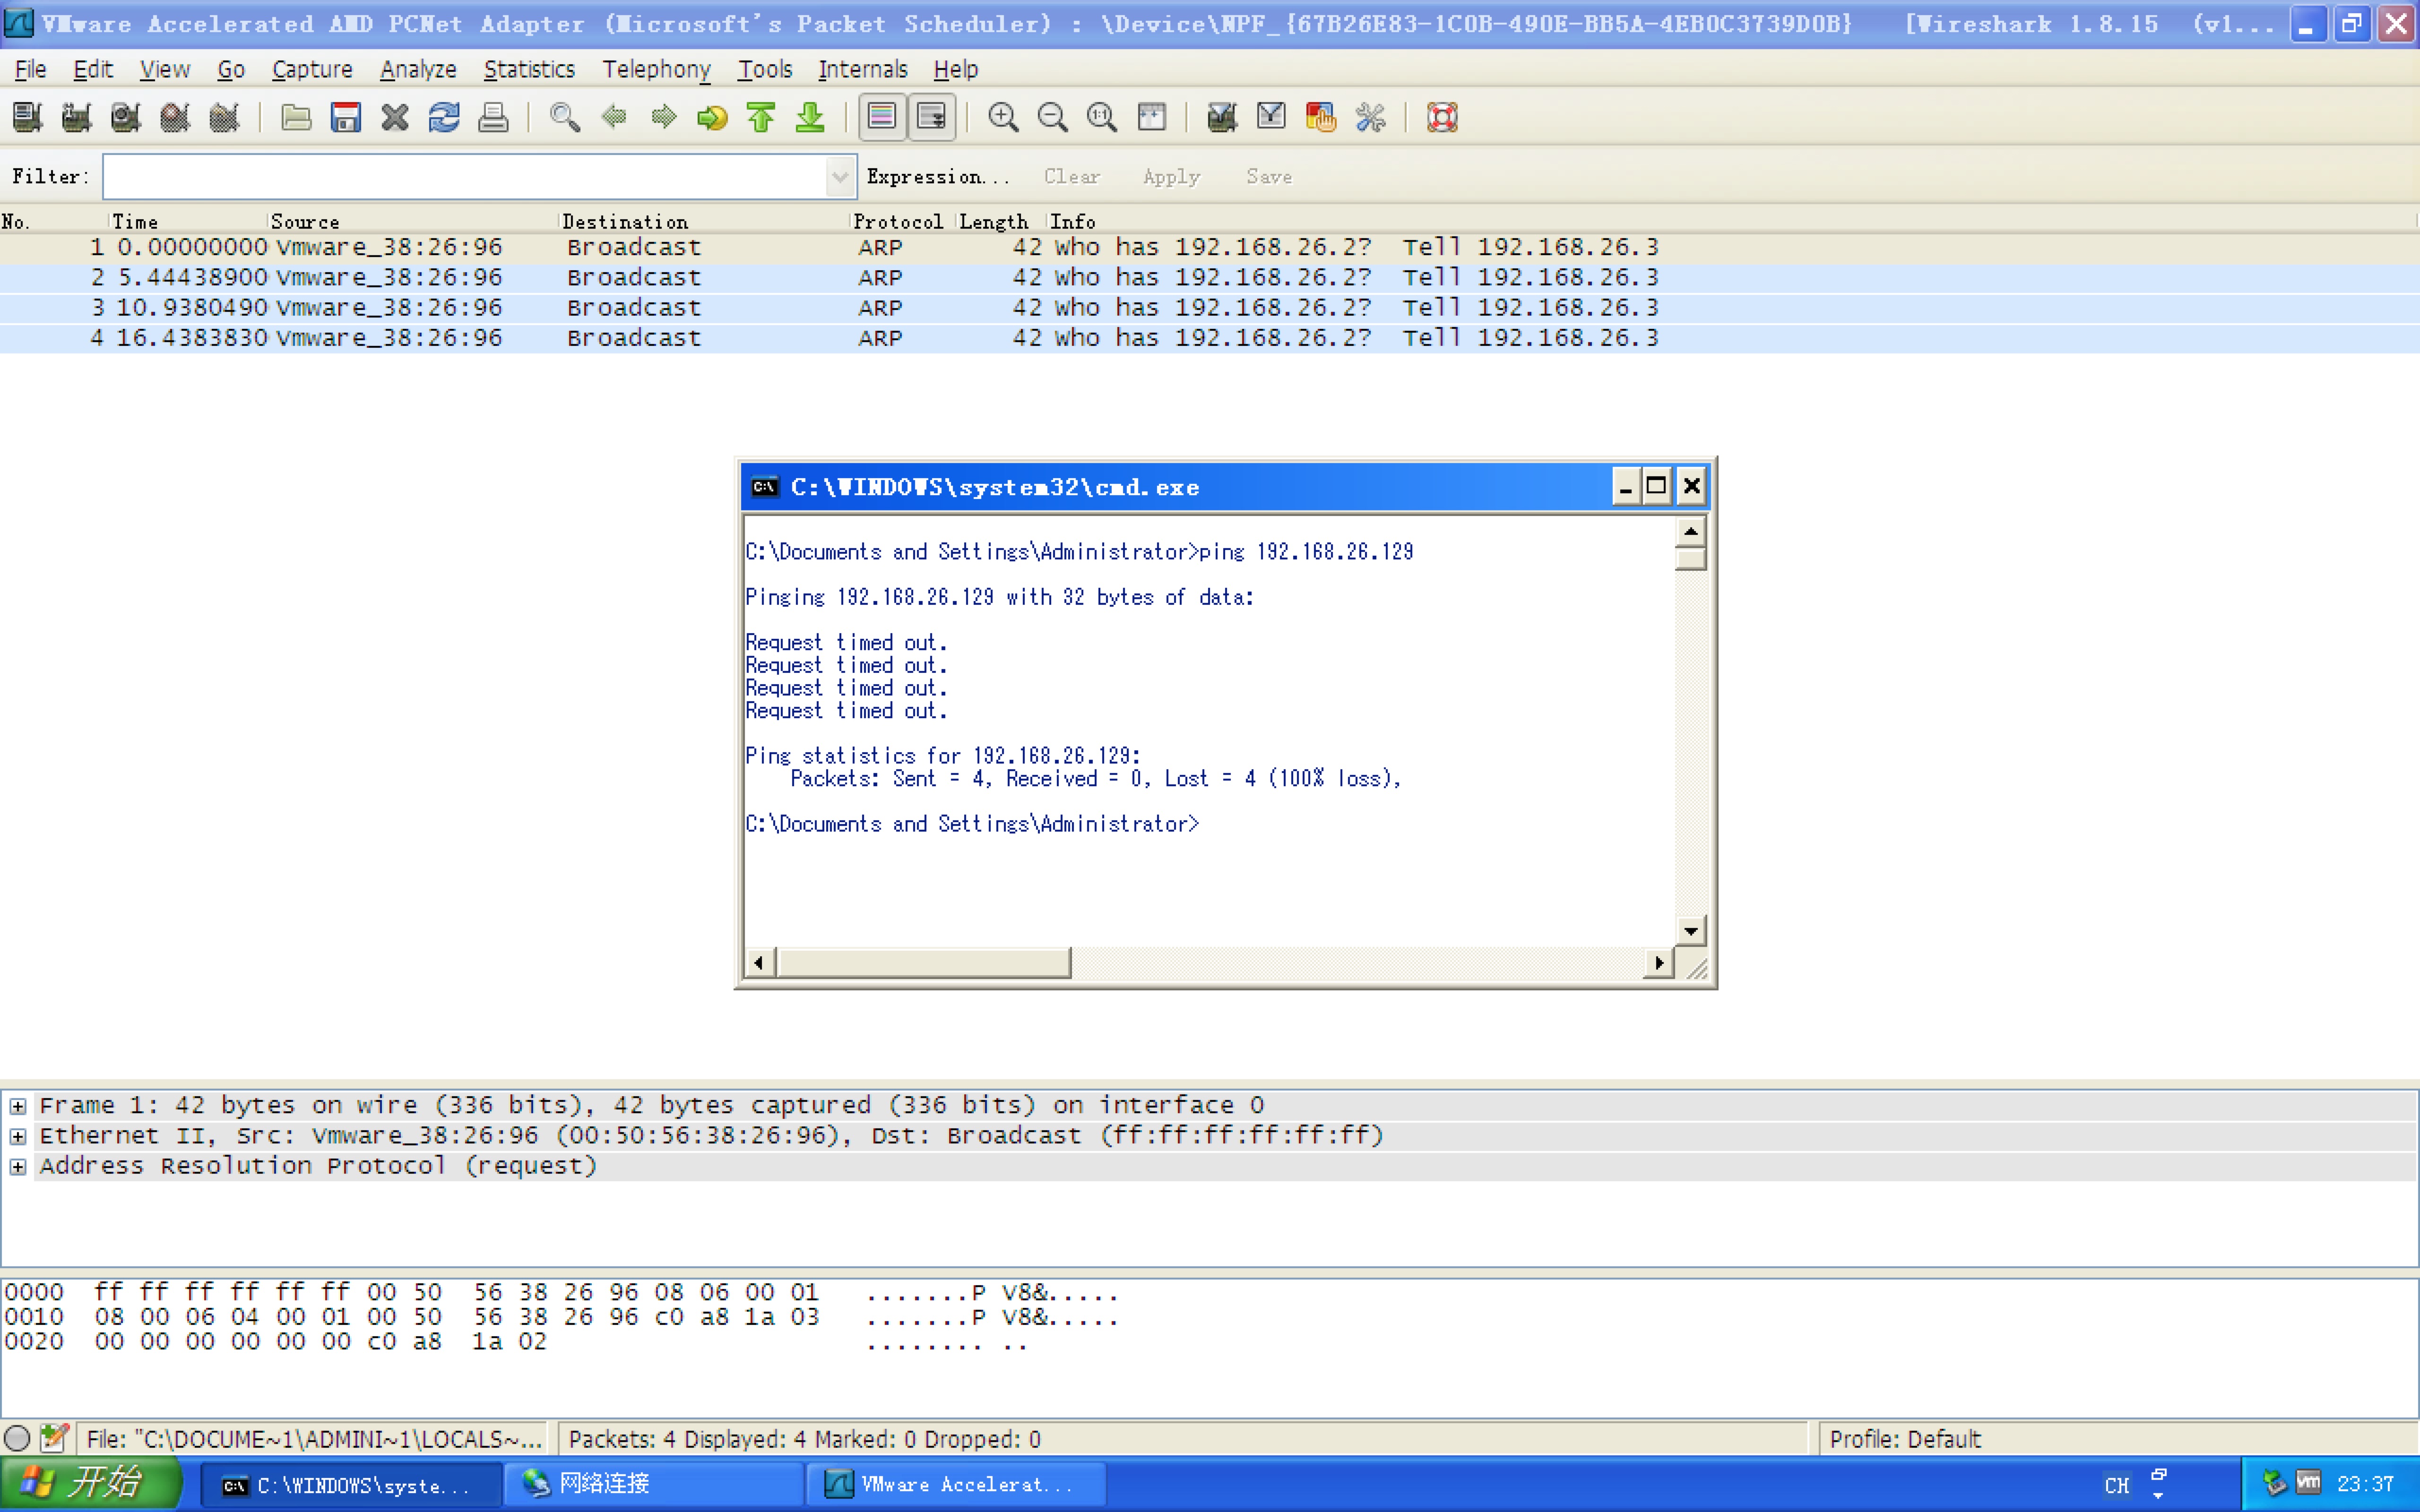 VMware Accelerated AMD PCNet Adapter (Microsoft's Packet Scheduler) : \Device\NPF_{67B26E83-1C0B-490E-BB5A-4EB0C3739D0B} [Wireshark 1.8.15 (v1...
File Edit View Go Capture Analyze Statistics Telephony Tools Internals Help
Filter: Expression... Clear Apply Save
No. Time Source Destination Protocol Length Info
1 0.00000000 Vmware_38:26:96 Broadcast ARP 42 Who has 192.168.26.2? Tell 192.168.26.3
2 5.44438900 Vmware_38:26:96 Broadcast ARP 42 Who has 192.168.26.2? Tell 192.168.26.3
3 10.9380490 Vmware_38:26:96 Broadcast ARP 42 Who has 192.168.26.2? Tell 192.168.26.3
4 16.4383830 Vmware_38:26:96 Broadcast ARP 42 Who has 192.168.26.2? Tell 192.168.26.3
C:\WINDOWS\system32\cmd.exe
C:\Documents and Settings\Administrator>ping 192.168.26.129
Pinging 192.168.26.129 with 32 bytes of data:
Request timed out.
Request timed out.
Request timed out.
Request timed out.
Ping statistics for 192.168.26.129:
Packets: Sent = 4, Received = 0, Lost = 4 (100% loss),
C:\Documents and Settings\Administrator>
Frame 1: 42 bytes on wire (336 bits), 42 bytes captured (336 bits) on interface 0
Ethernet II, Src: Vmware_38:26:96 (00:50:56:38:26:96), Dst: Broadcast (ff:ff:ff:ff:ff:ff)
Address Resolution Protocol (request)
0000 ff ff ff ff ff ff 00 50 56 38 26 96 08 06 00 01 .......P V8&.....
0010 08 00 06 04 00 01 00 50 56 38 26 96 c0 a8 1a 03 .......P V8&.....
0020 00 00 00 00 00 00 c0 a8 1a 02 ........ ..
File: "C:\DOCUME~1\ADMINI~1\LOCALS~... Packets: 4 Displayed: 4 Marked: 0 Dropped: 0 Profile: Default
开始 C:\WINDOWS\syste... 网络连接 VMware Accelerat... CH vm 23:37